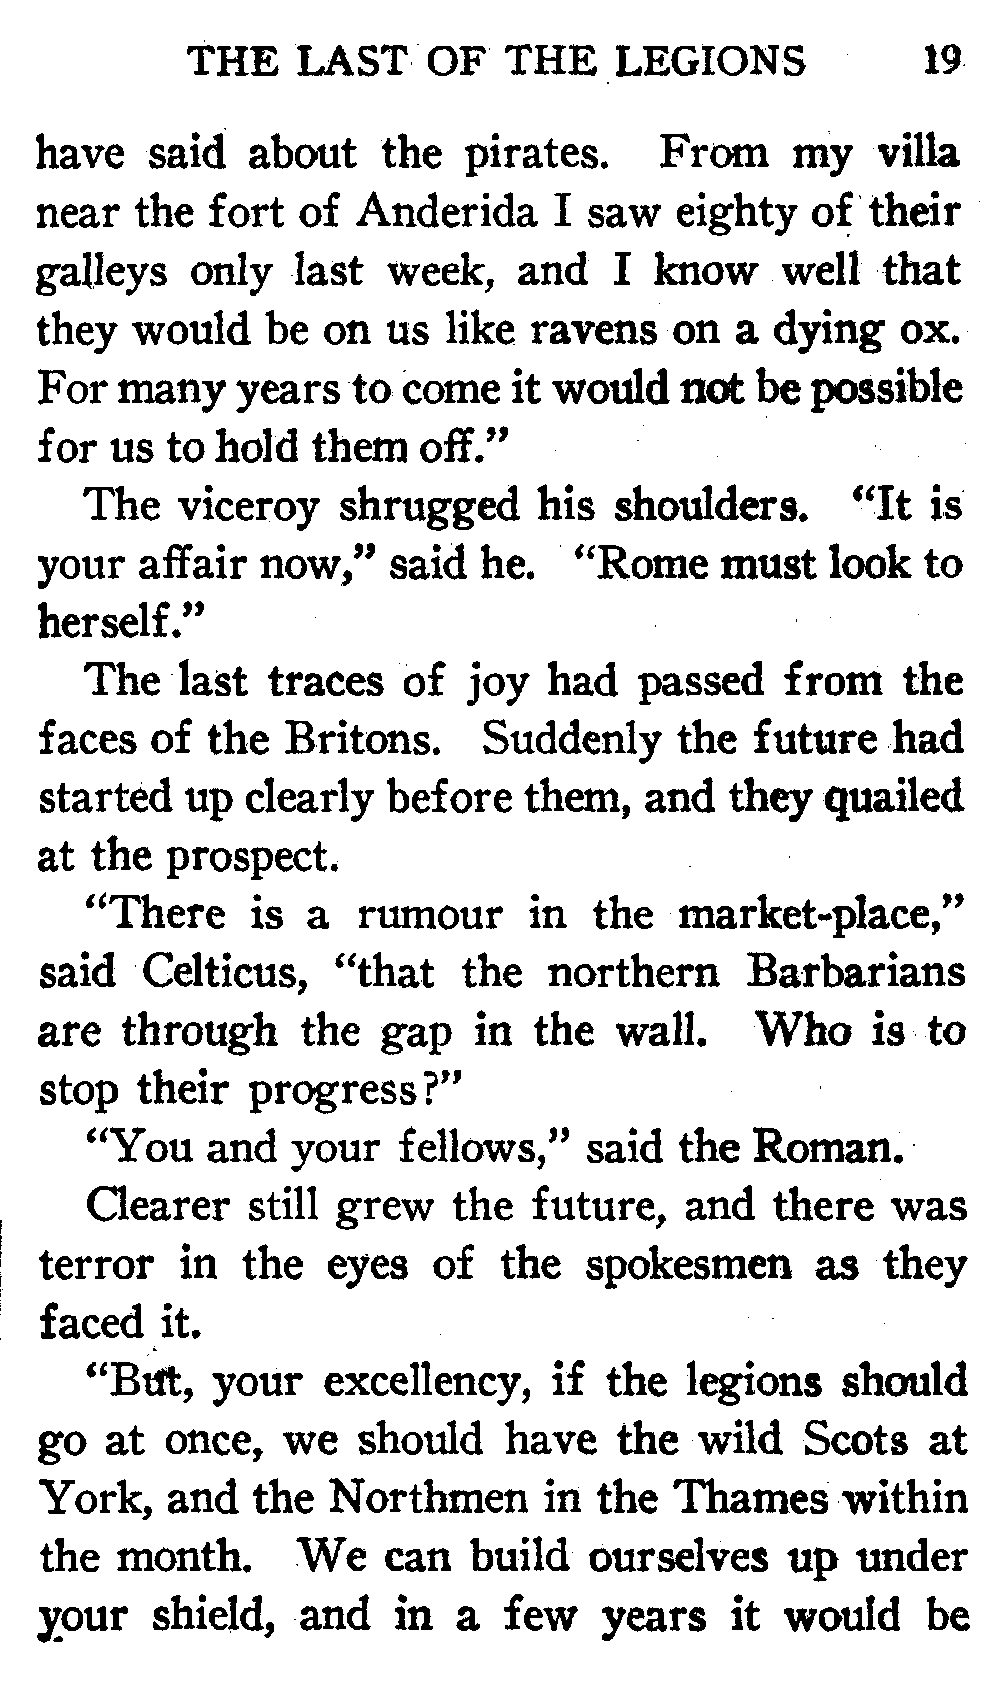 THE LAST OF THE LEGIONS 19
have said about the pirates. From my villa
near the fort of Anderida I saw eighty of their
galleys only last week, and I know well that
they would be on us like ravens on a dying ox.
For many years to come it would not be possible
for us to hold them off."
The viceroy shrugged his shoulders. "It is
your affair now," said he. "Rome must look to
herself."
The last traces of joy had passed from the
faces of the Britons. Suddenly the future had
started up clearly before them, and they quailed
at the prospect.
"There is a rumour in the market-place,"
said Celticus, "that the northern Barbarians
are through the gap in the wall. Who is to
stop their progress?"
"You and your fellows," said the Roman.
Clearer still grew the future, and there was
terror in the eyes of the spokesmen as they
faced it.
"But, your excellency, if the legions should
go at once, we should have the wild Scots at
York, and the Northmen in the Thames within
the month. We can build ourselves up under
your shield, and in a few years it would be